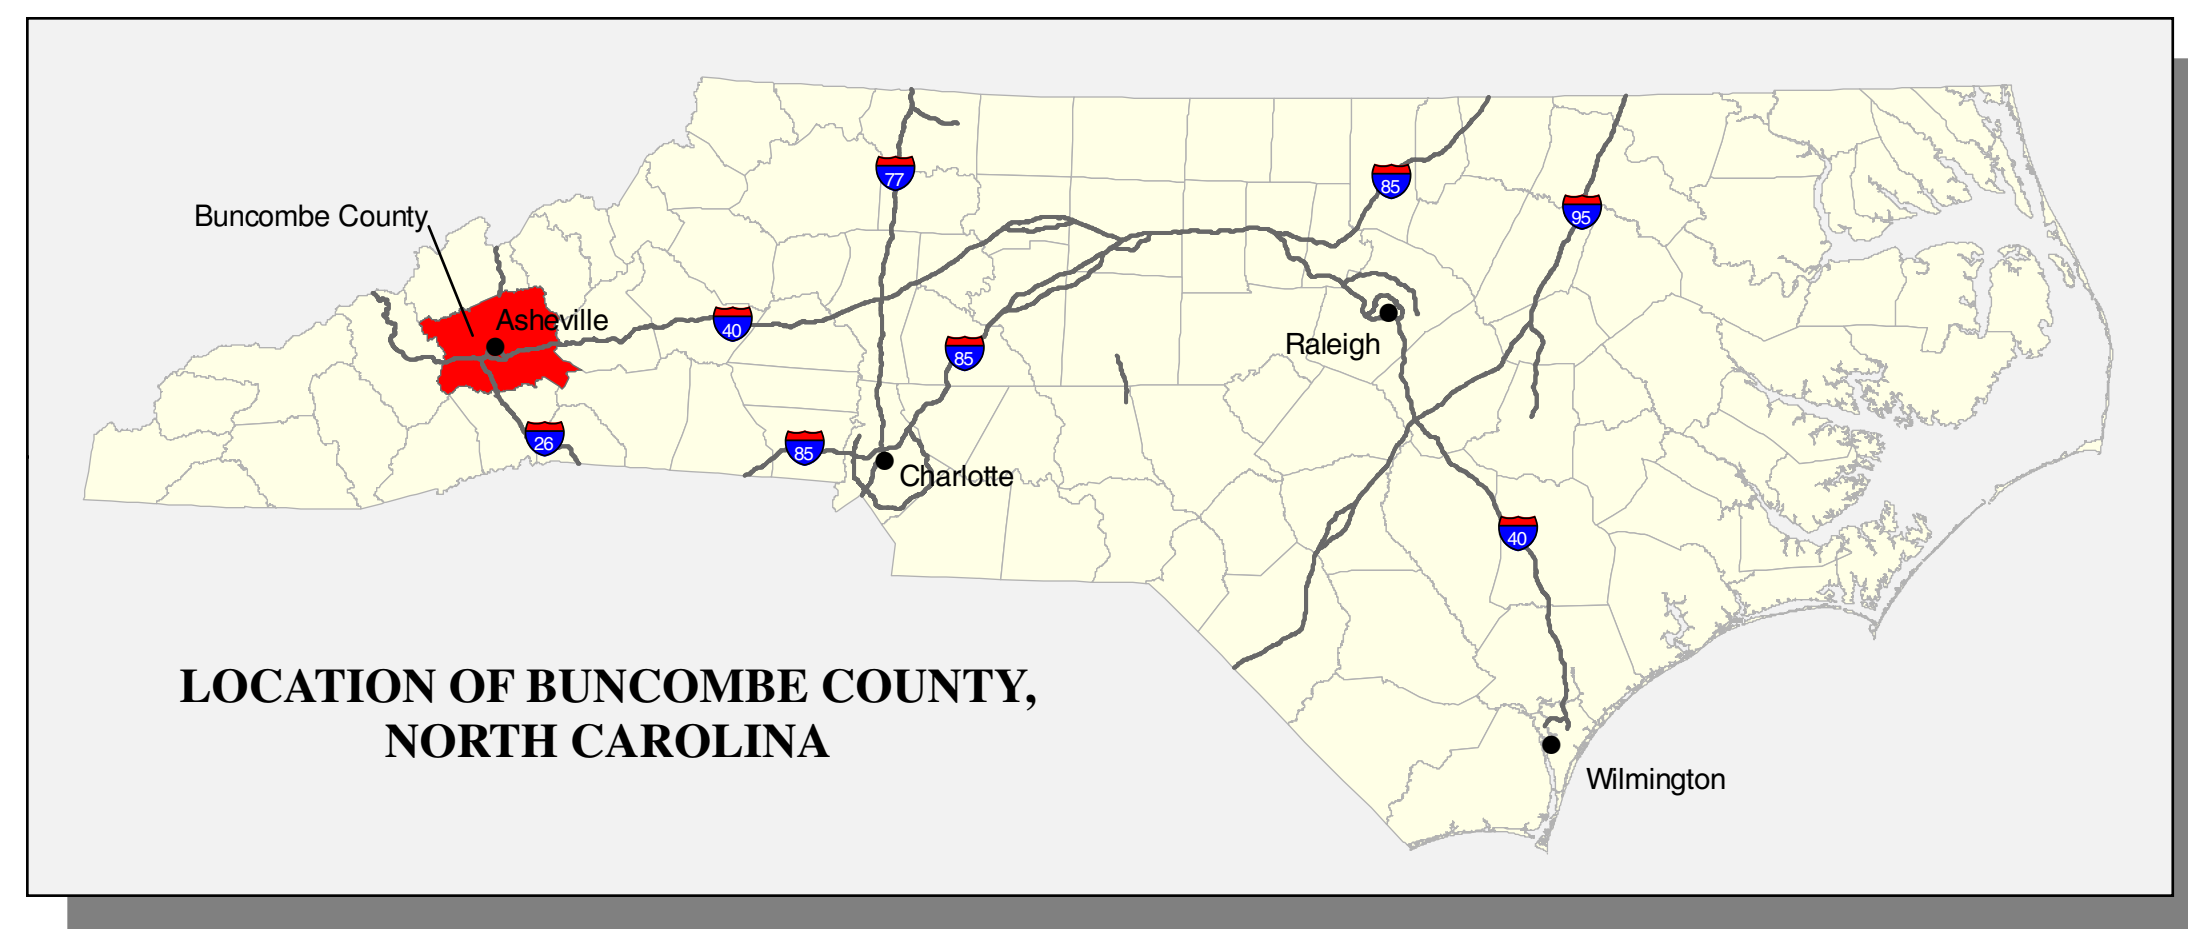 77
85
95
Buncombe County
Asheville
40
85
Raleigh
26
85
Charlotte
40
LOCATION OF BUNCOMBE COUNTY,
NORTH CAROLINA
Wilmington